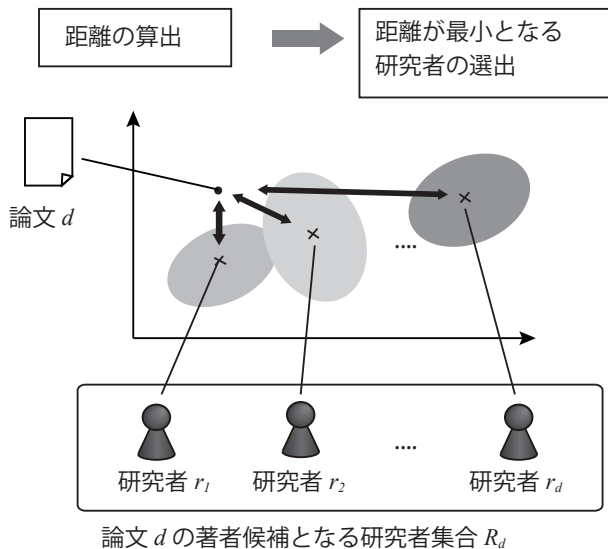 距離の算出
距離が最小となる
研究者の選出
論文 d
....
研究者 r1
研究者 r2
....
研究者 rd
論文 d の著者候補となる研究者集合 Rd